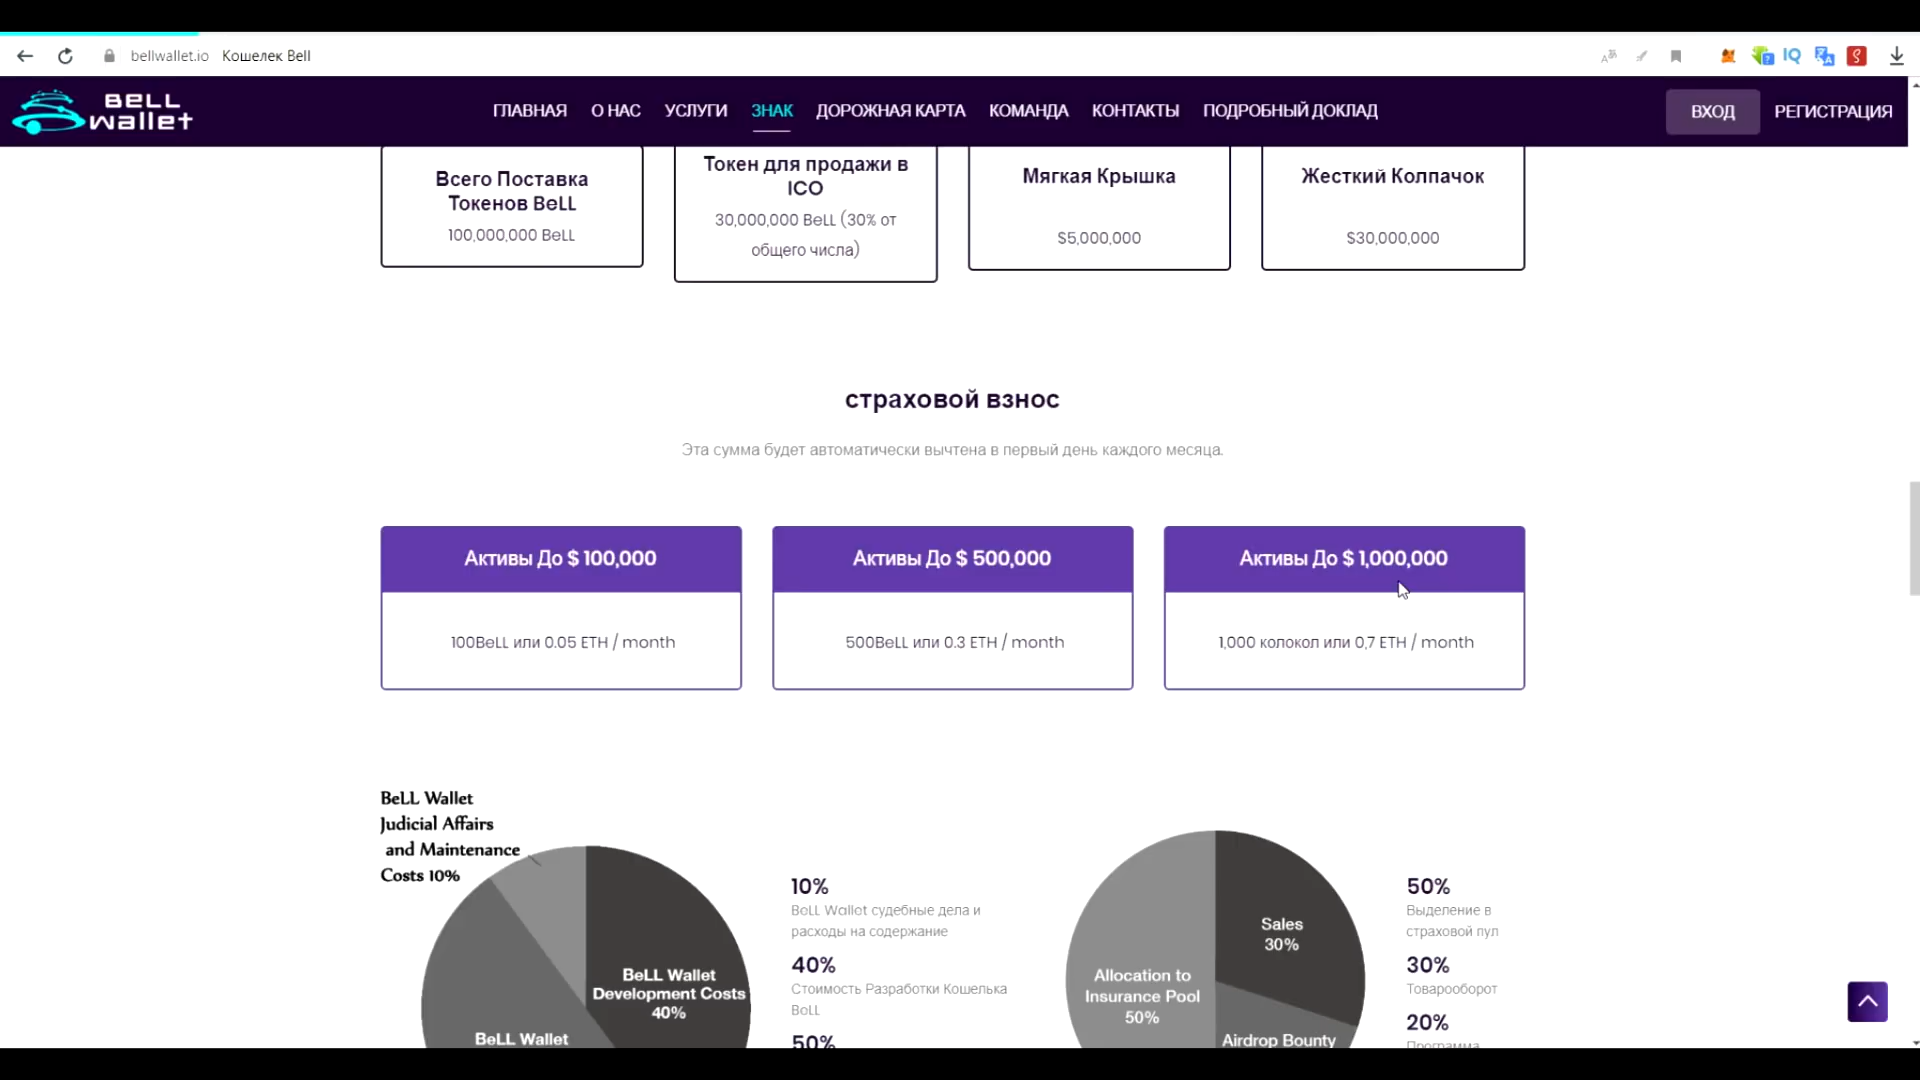 bellwallet.io Кошелек Bell
BELL
wallet
ГЛАВНАЯ О НАС УСЛУГИ ЗНАК ДОРОЖНАЯ КАРТА КОМАНДА КОНТАКТЫ ПОДРОБНЫЙ ДОКЛАД ВХОД РЕГИСТРАЦИЯ
Всего Поставка
Токенов BeLL
100,000,000 BeLL
Токен для продажи в
ICO
30,000,000 BeLL (30% от
общего числа)
Мягкая Крышка
$5,000,000
Жесткий Колпачок
$30,000,000
страховой взнос
Эта сумма будет автоматически вычтена в первый день каждого месяца.
Активы До $ 100,000
100BeLL или 0.05 ETH / month
Активы До $ 500,000
500BeLL или 0.3 ETH / month
Активы До $ 1,000,000
1,000 колокол или 0,7 ETH / month
BeLL Wallet
Judicial Affairs
and Maintenance
Costs 10%
BeLL Wallet
Development Costs
40%
BeLL Wallet
10%
BeLL Wallet судебные дела и
расходы на содержание
40%
Стоимость Разработки Кошелька
BeLL
50%
Sales
30%
Allocation to
Insurance Pool
50%
Airdrop Bounty
50%
Выделение в
страховой пул
30%
Товарооборот
20%
Программа